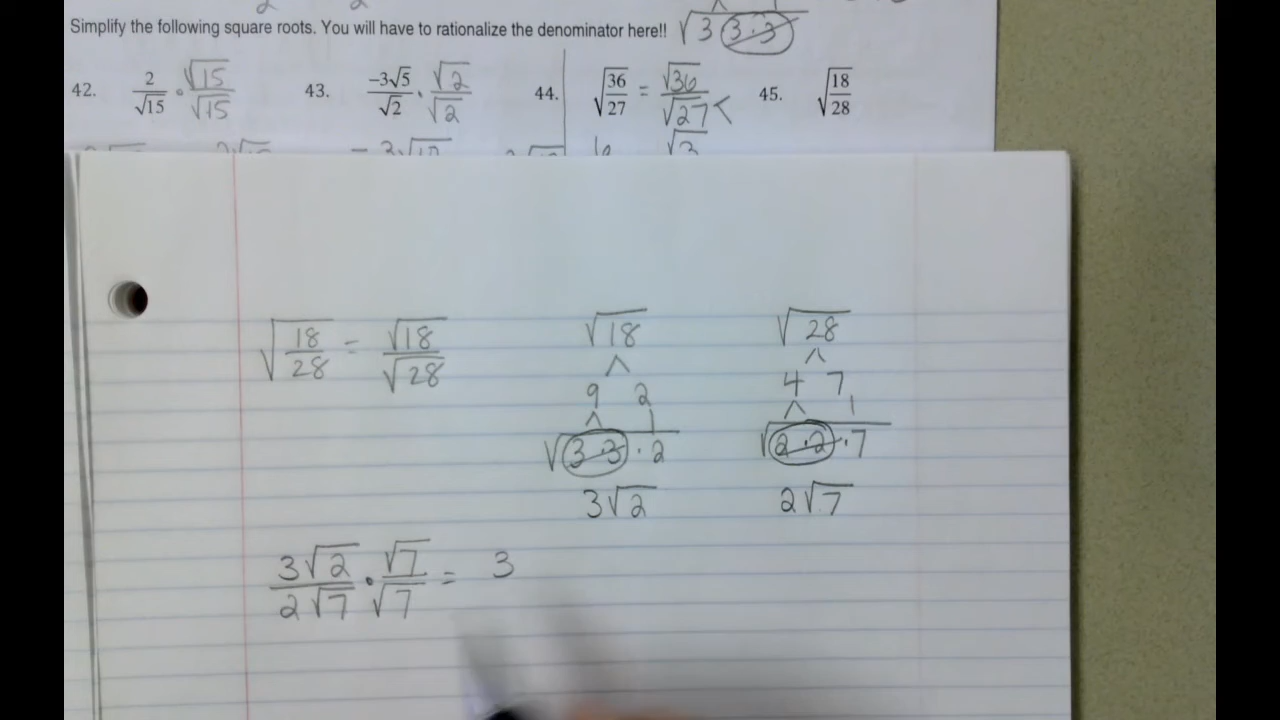 Simplify the following square roots. You will have to rationalize the denominator here!! √3 3·3
42. 2/√15 · √15/√15 43. -3√5/√2 · √2/√2 44. √36/27 = √36/√27 45. √18/28
√18/28 = √18/√28 √18 √28
9 2 4 7
√3·3·2 √2·2·7
3√2 2√7
3√2/2√7 · √7/√7 = 3